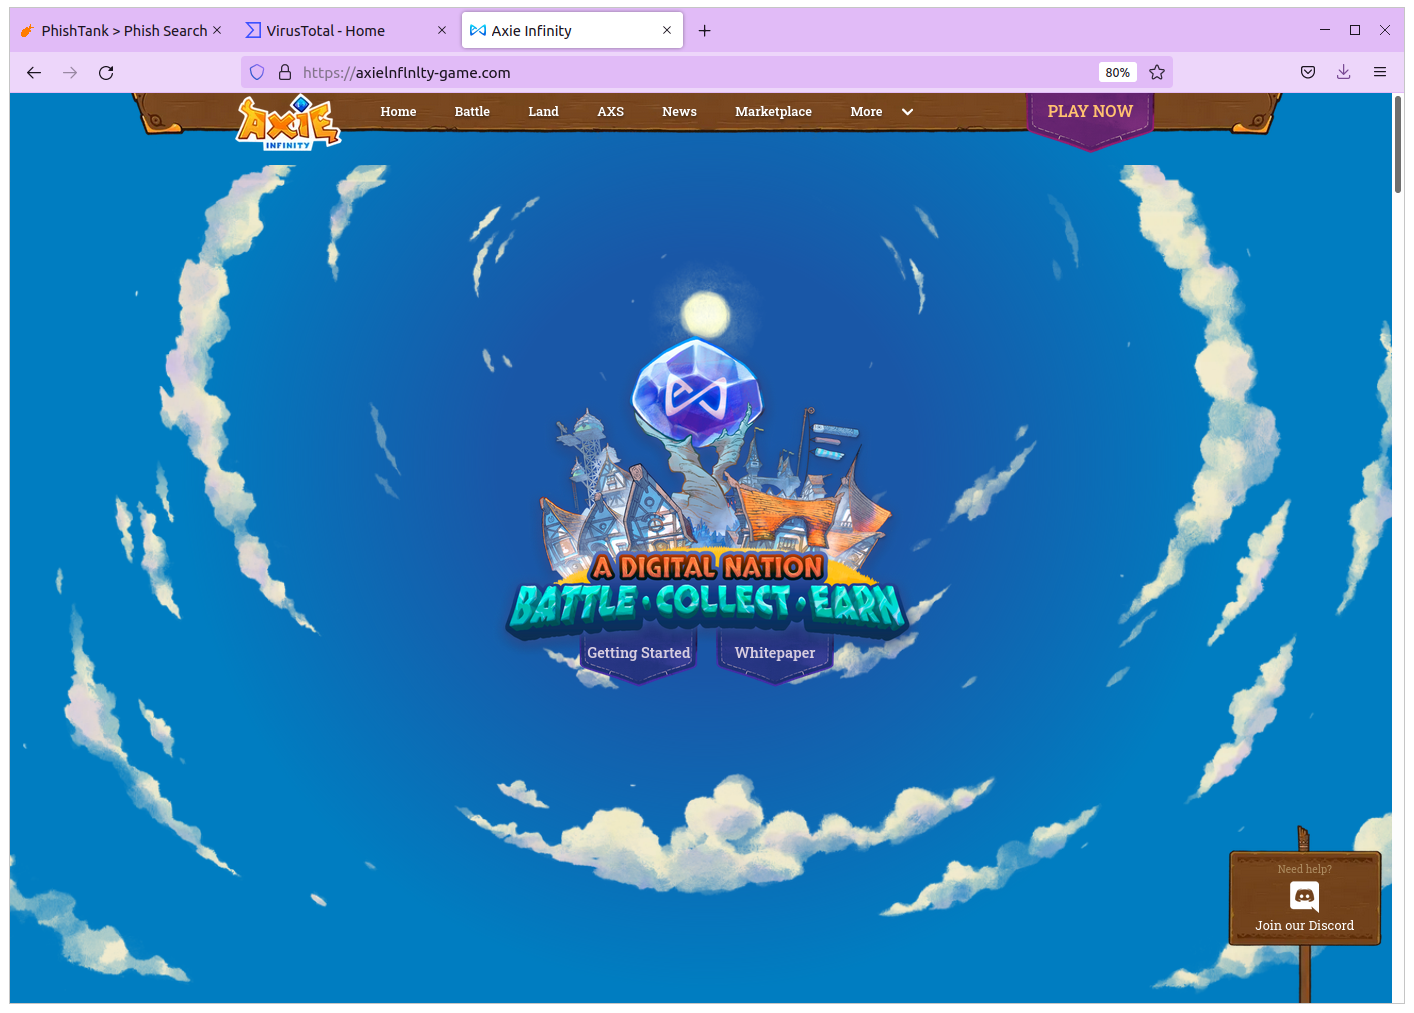 PhishTank > Phish Search
VirusTotal - Home
Axie Infinity
https://axielnflnlty-game.com
80%
AXIE
INFINITY
Home
Battle
Land
AXS
News
Marketplace
More
PLAY NOW
A DIGITAL NATION
BATTLE · COLLECT · EARN
Getting Started
Whitepaper
Need help?
Join our Discord